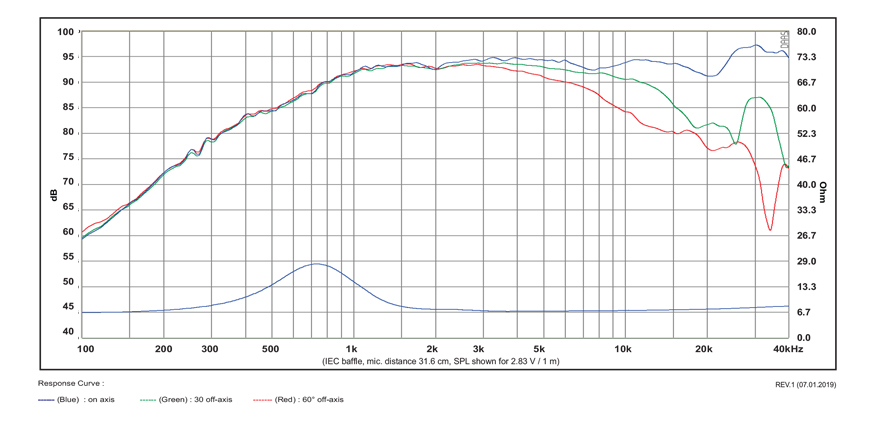 100 80.0
95 73.3
90 66.7
85 60.0
80 52.3
75 46.7
70 40.0
dB Ohm
65 33.3
60 26.7
55 29.0
50 13.3
45 6.7
40 0.0
100 200 300 500 1k 2k 3k 5k 10k 20k 40kHz
(IEC baffle, mic. distance 31.6 cm, SPL shown for 2.83 V / 1 m)
Response Curve : REV.1 (07.01.2019)
(Blue) : on axis (Green) : 30 off-axis (Red) : 60° off-axis